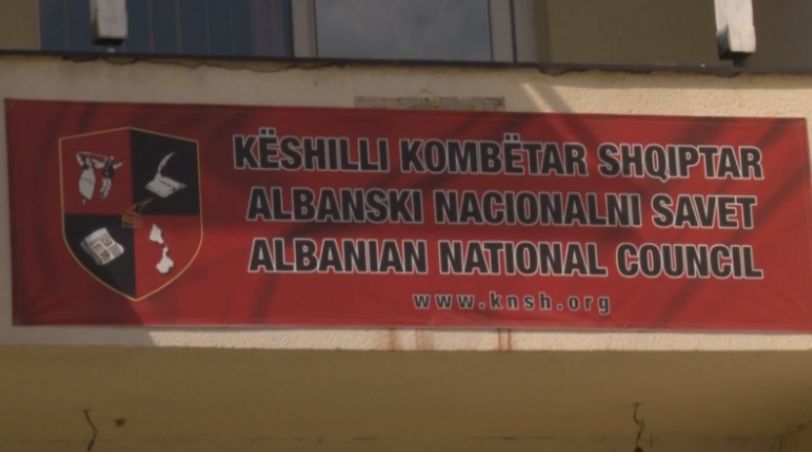 KËSHILLI KOMBËTAR SHQIPTAR
ALBANSKI NACIONALNI SAVET
ALBANIAN NATIONAL COUNCIL
www.knsh.org